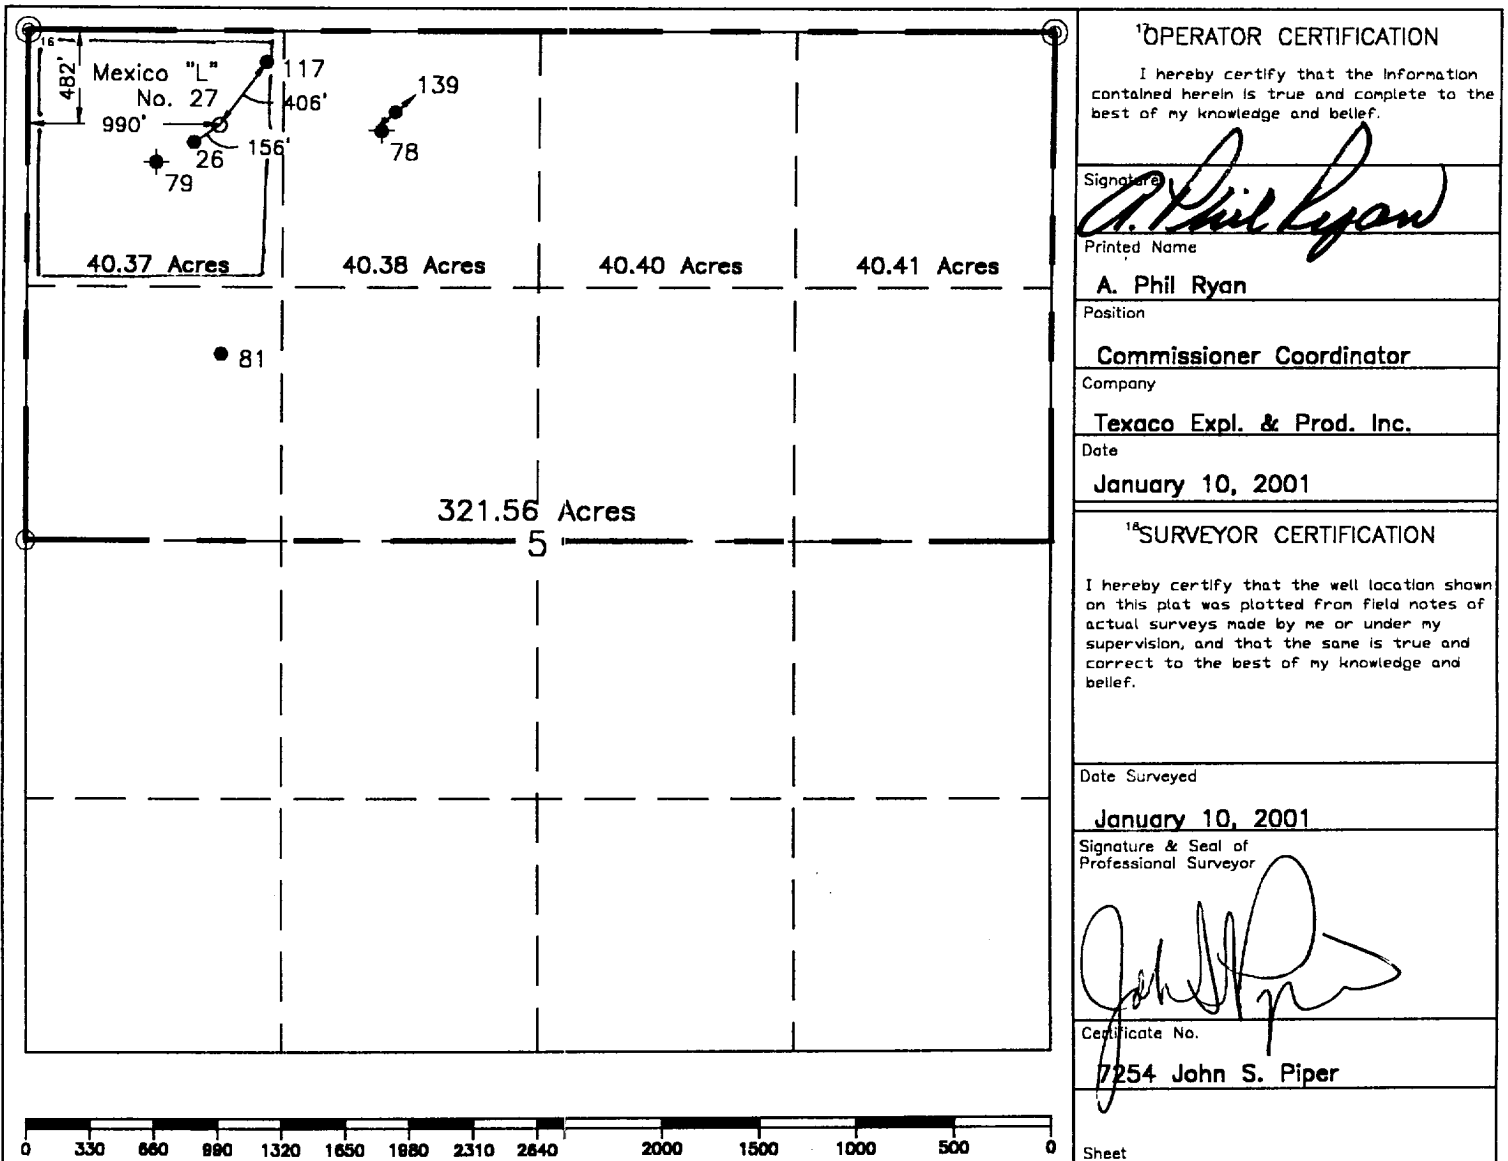 16
482'
Mexico "L"
No. 27
990'
117
406'
156'
26
79
139
78
40.37 Acres
40.38 Acres
40.40 Acres
40.41 Acres
81
321.56 Acres
5
0 330 660 990 1320 1650 1980 2310 2640 2000 1500 1000 500 0
17 OPERATOR CERTIFICATION
I hereby certify that the information
contained herein is true and complete to the
best of my knowledge and belief.
Signature
A. Phil Ryan
Printed Name
A. Phil Ryan
Position
Commissioner Coordinator
Company
Texaco Expl. & Prod. Inc.
Date
January 10, 2001
18 SURVEYOR CERTIFICATION
I hereby certify that the well location shown
on this plat was plotted from field notes of
actual surveys made by me or under my
supervision, and that the same is true and
correct to the best of my knowledge and
belief.
Date Surveyed
January 10, 2001
Signature & Seal of
Professional Surveyor
Certificate No.
7254 John S. Piper
Sheet